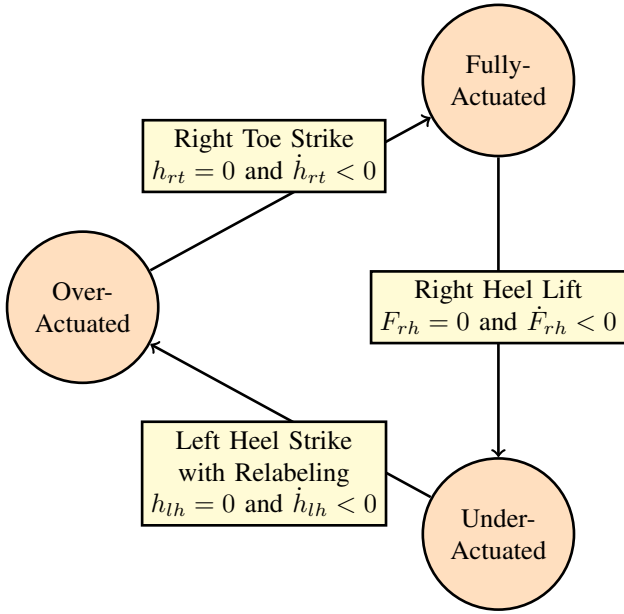 Fully-
Actuated
Right Toe Strike
h_{rt} = 0 and \dot{h}_{rt} < 0
Over-
Actuated
Right Heel Lift
F_{rh} = 0 and \dot{F}_{rh} < 0
Left Heel Strike
with Relabeling
h_{lh} = 0 and \dot{h}_{lh} < 0
Under-
Actuated